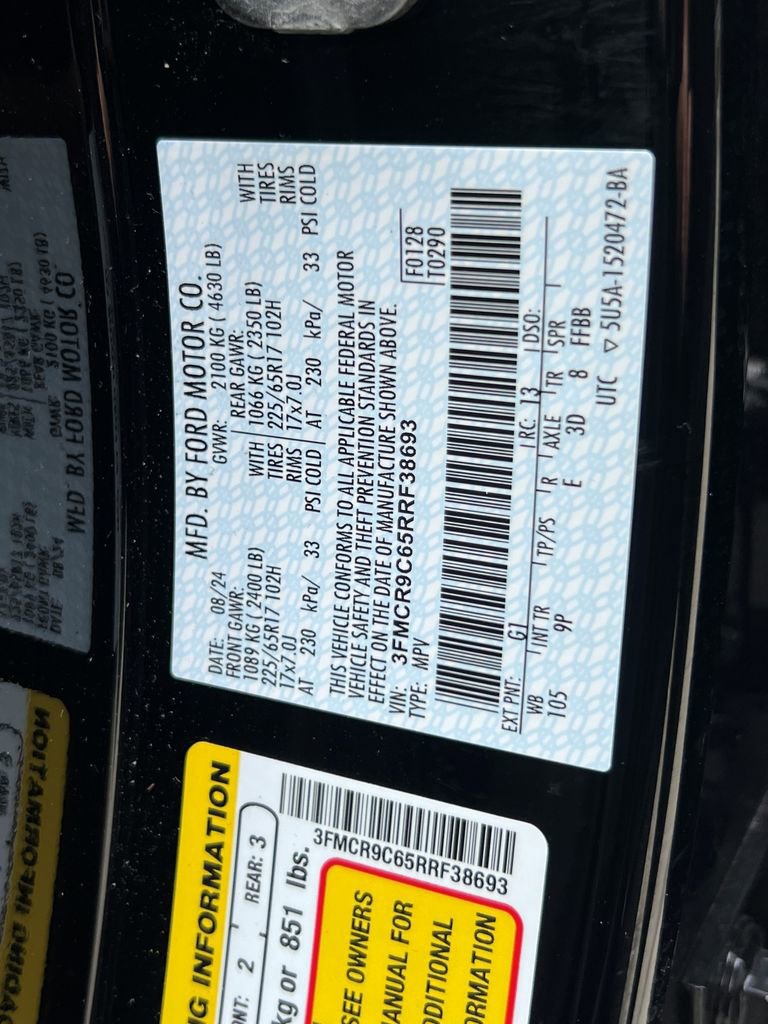 MFD. BY FORD MOTOR CO.
DATE: 08/24 GVWR: 2100 KG ( 4630 LB)
FRONT GAWR: REAR GAWR:
1089 KG ( 2400 LB) WITH 1066 KG ( 2350 LB) WITH
225/65R17 102H TIRES 225/65R17 102H TIRES
17x7.0J RIMS 17x7.0J RIMS
AT 230 kPa/ 33 PSI COLD AT 230 kPa/ 33 PSI COLD
THIS VEHICLE CONFORMS TO ALL APPLICABLE FEDERAL MOTOR
VEHICLE SAFETY AND THEFT PREVENTION STANDARDS IN
EFFECT ON THE DATE OF MANUFACTURE SHOWN ABOVE.
VIN: 3FMCR9C65RRF38693
TYPE: MPV
F0128
T0290
EXT PNT: G1 RC: 13 DSO:
WB INT TR TP/PS R AXLE TR SPR
105 9P E 3D 8 FFBB
UTC ▽ 5U5A-1520472-BA
NG INFORMATION
NT: 2 REAR: 3
kg or 851 lbs.
3FMCR9C65RRF38693
SEE OWNERS
ANUAL FOR
DDITIONAL
ORMATION